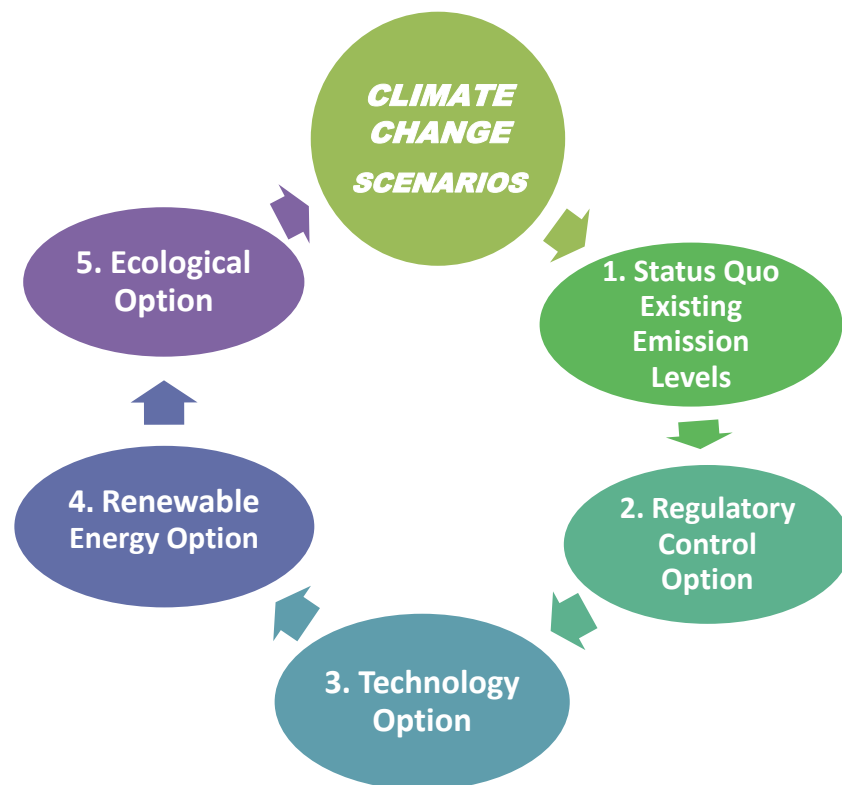 CLIMATE
CHANGE
SCENARIOS
1. Status Quo
Existing
Emission
Levels
2. Regulatory
Control
Option
3. Technology
Option
4. Renewable
Energy Option
5. Ecological
Option